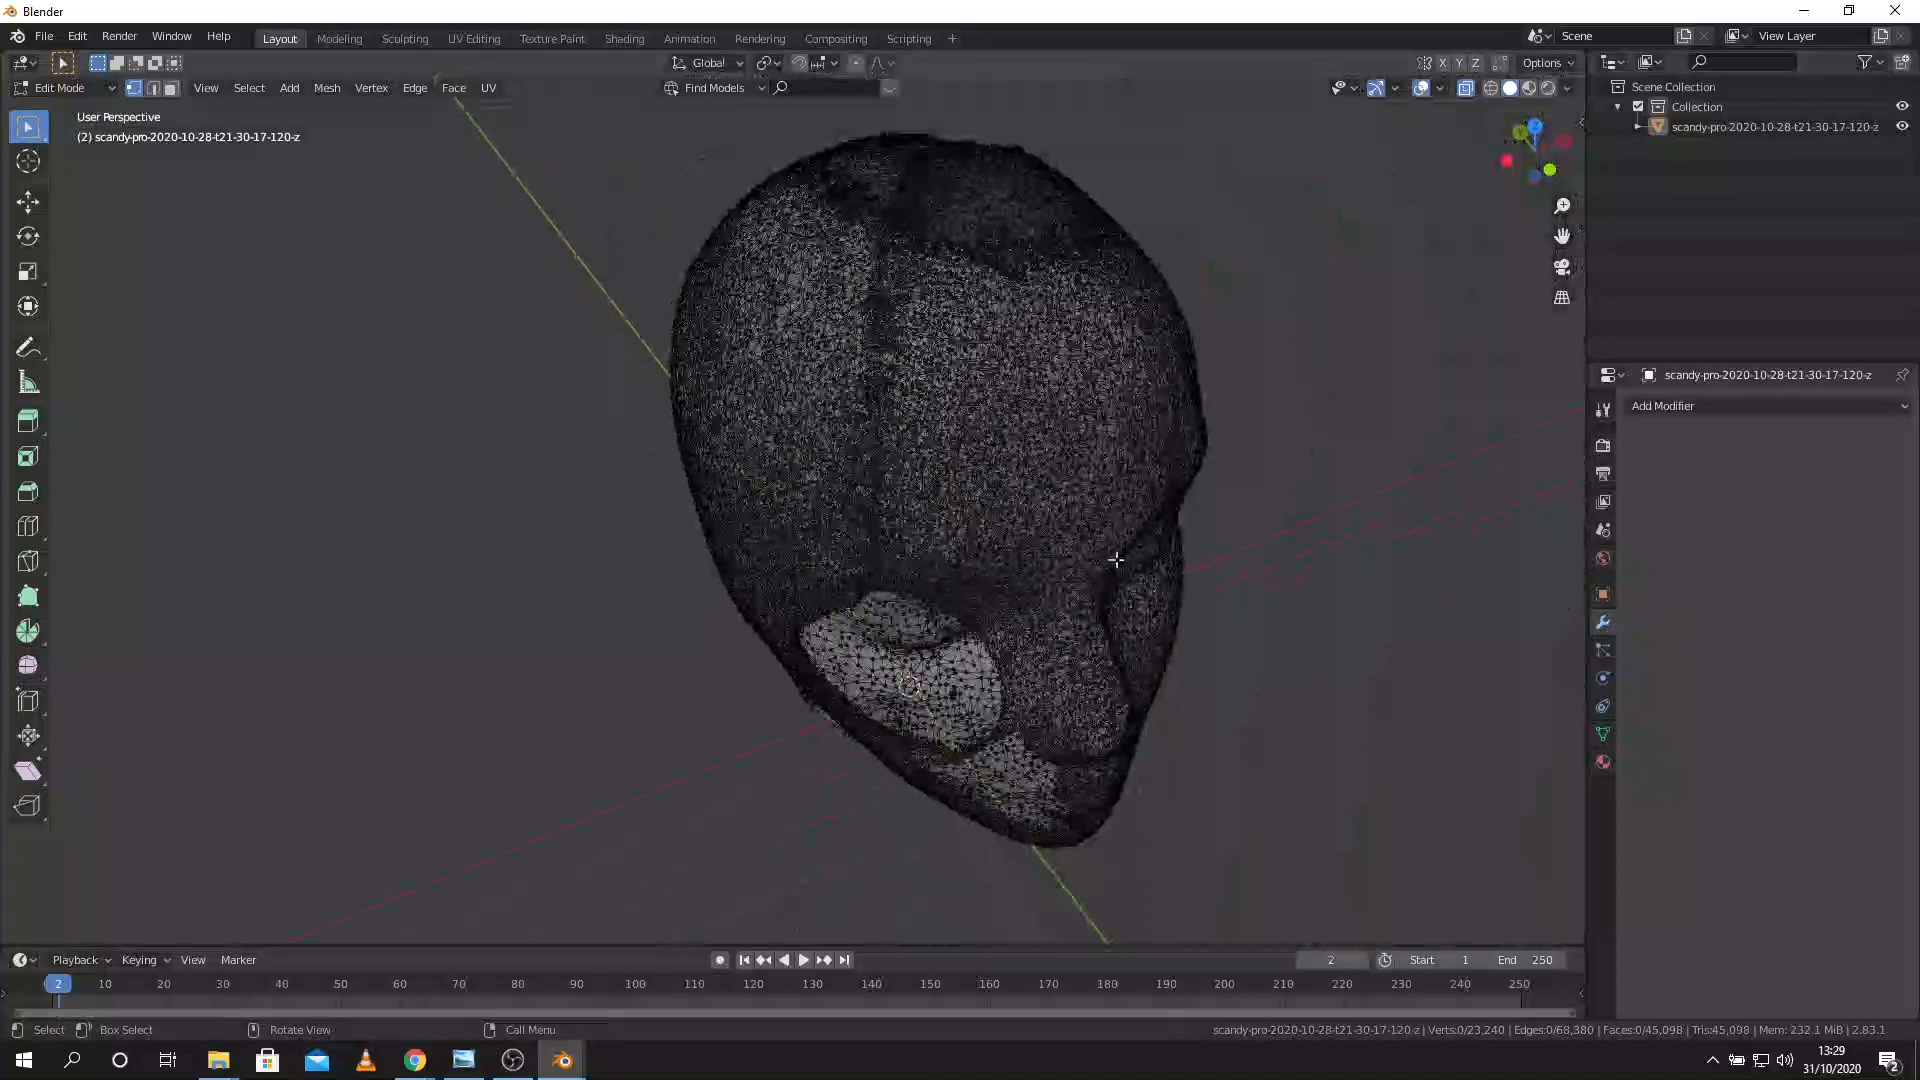 Blender
File Edit Render Window Help Layout Modeling Sculpting UV Editing Texture Paint Shading Animation Rendering Compositing Scripting + Scene View Layer
Global X Y Z Options
Edit Mode View Select Add Mesh Vertex Edge Face UV Find Models
User Perspective
(2) scandy-pro-2020-10-28-t21-30-17-120-z
Z
Scene Collection
Collection
scandy-pro-2020-10-28-t21-30-17-120-z
scandy-pro-2020-10-28-t21-30-17-120-z
Add Modifier
Playback Keying View Marker 2 Start 1 End 250
2 10 20 30 40 50 60 70 80 90 100 110 120 130 140 150 160 170 180 190 200 210 220 230 240 250
Select Box Select Rotate View Call Menu scandy-pro-2020-10-28-t21-30-17-120-z | Verts:0/23,240 | Edges:0/68,380 | Faces:0/45,098 | Tris:45,098 | Mem: 232.1 MiB | 2.83.1
13:29
31/10/2020
2